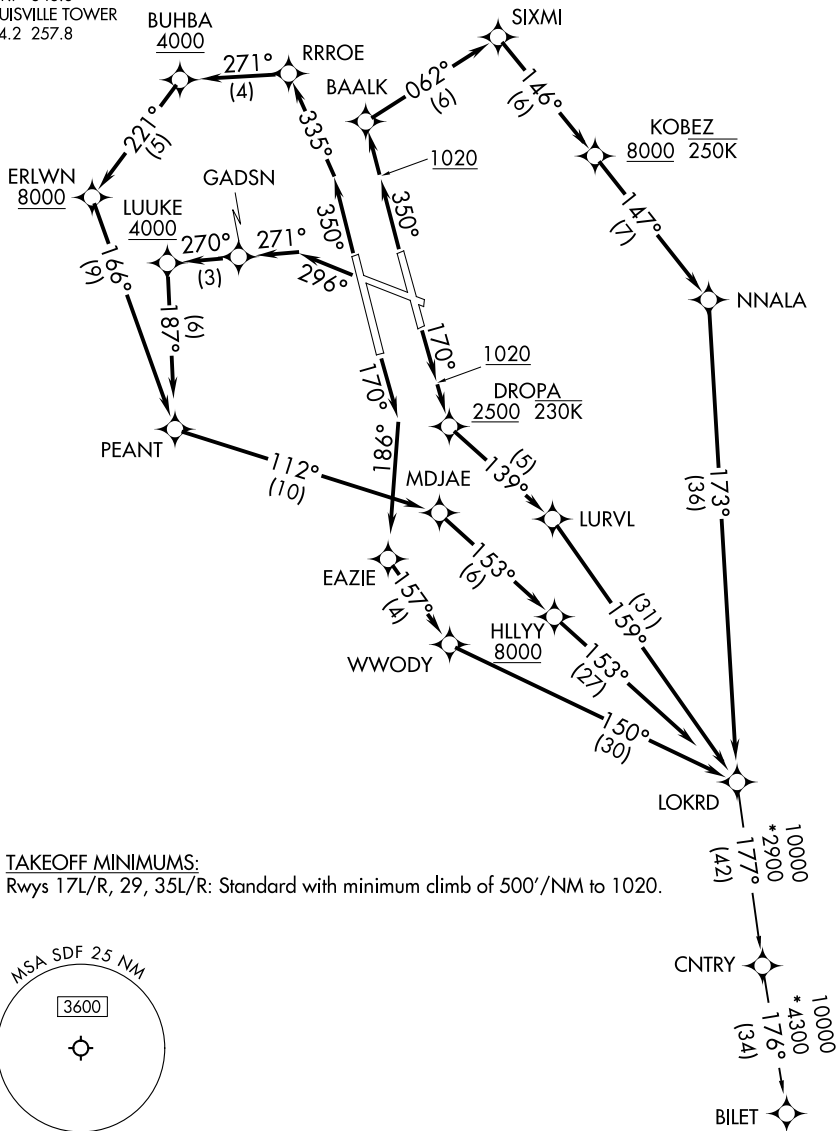 UISVILLE TOWER
4.2 257.8
BUHBA
4000
271°
(4)
RRROE
BAALK
SIXMI
062°
(6)
146°
(6)
KOBEZ
8000 250K
147°
(7)
NNALA
221°
(5)
335°
1020
ERLWN
8000
GADSN
LUUKE
4000
270°
(3)
271°
296°
350°
350°
166°
(9)
187°
(6)
170°
170°
1020
DROPA
2500 230K
PEANT
112°
(10)
186°
MDJAE
139°
(5)
LURVL
173°
(36)
EAZIE
157°
(4)
153°
(6)
HLLYY
8000
153°
(27)
159°
(31)
WWODY
150°
(30)
LOKRD
10000
*2900
177°
(42)
TAKEOFF MINIMUMS:
Rwys 17L/R, 29, 35L/R: Standard with minimum climb of 500'/NM to 1020.
CNTRY
10000
*4300
176°
(34)
BILET
MSA SDF 25 NM
3600